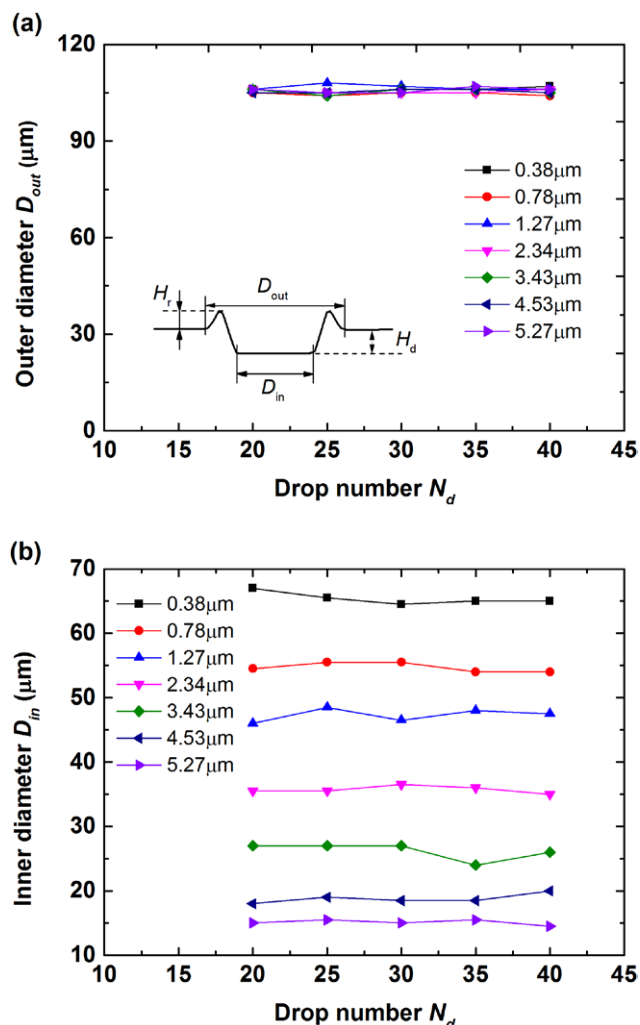 (a)
120
90
60
30
0
Outer diameter D_out (μm)
0.38μm
0.78μm
1.27μm
2.34μm
3.43μm
4.53μm
5.27μm
H_r
D_out
H_d
D_in
10 15 20 25 30 35 40 45
Drop number N_d
(b)
70
60
50
40
30
20
10
Inner diameter D_in (μm)
0.38μm
0.78μm
1.27μm
2.34μm
3.43μm
4.53μm
5.27μm
10 15 20 25 30 35 40 45
Drop number N_d